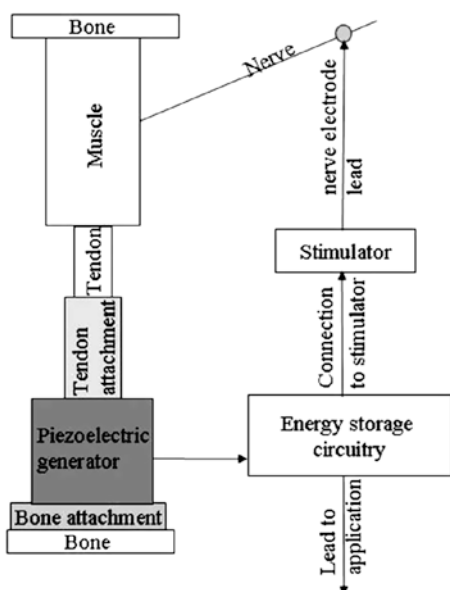 Bone
Muscle
Nerve
Tendon
Tendon
attachment
Piezoelectric
generator
Bone attachment
Bone
nerve electrode
lead
Stimulator
Connection
to stimulator
Energy storage
circuitry
Lead to
application